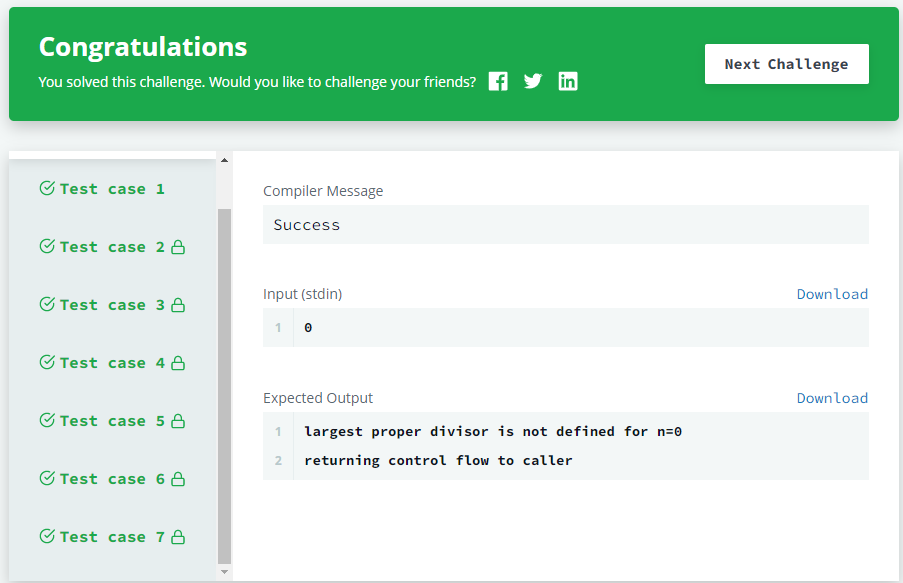 Congratulations
You solved this challenge. Would you like to challenge your friends?
Next Challenge
Test case 1
Test case 2
Test case 3
Test case 4
Test case 5
Test case 6
Test case 7
Compiler Message
Success
Input (stdin)
Download
1 0
Expected Output
Download
1 largest proper divisor is not defined for n=0
2 returning control flow to caller